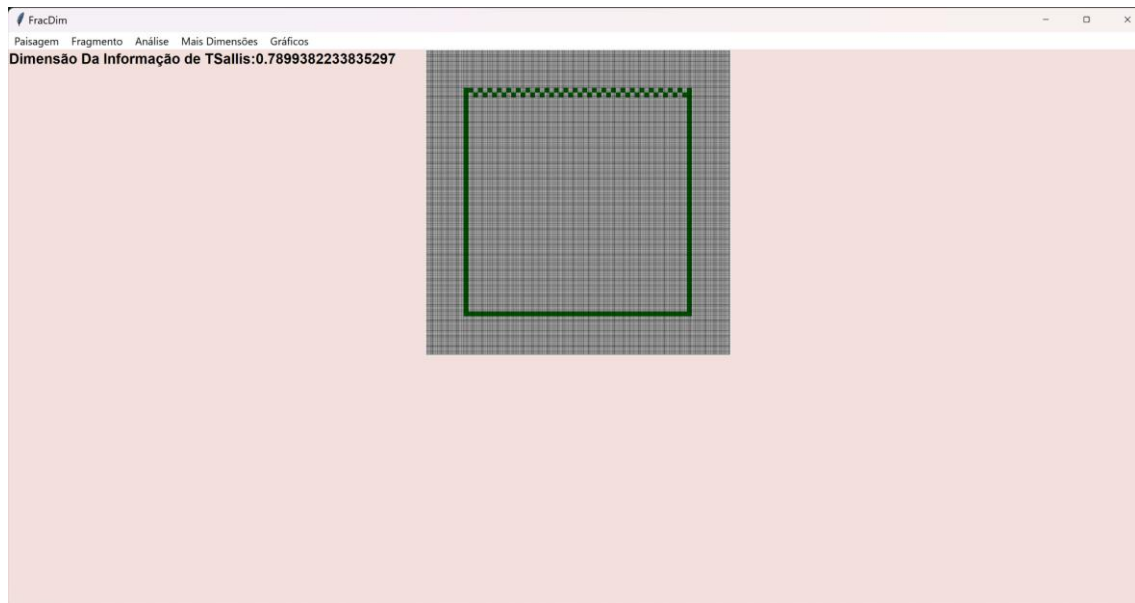 FracDim
Paisagem Fragmento Análise Mais Dimensões Gráficos
Dimensão Da Informação de TSallis:0.7899382233835297